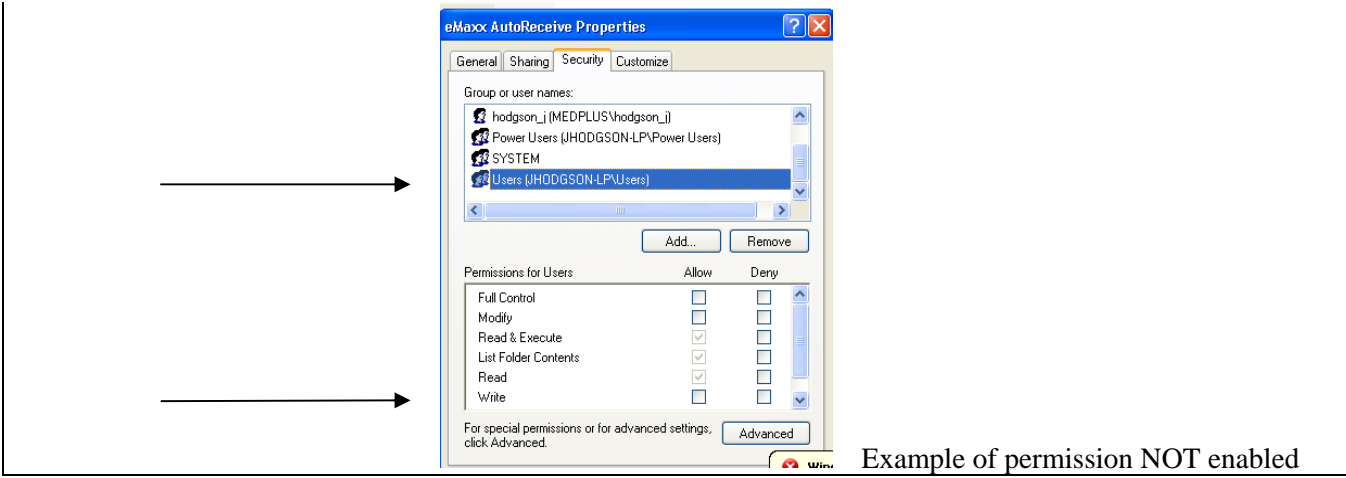 eMaxx AutoReceive Properties
General Sharing Security Customize
Group or user names:
hodgson_j (MEDPLUS\hodgson_j)
Power Users (JHODGSON-LP\Power Users)
SYSTEM
Users (JHODGSON-LP\Users)
Add... Remove
Permissions for Users Allow Deny
Full Control
Modify
Read & Execute
List Folder Contents
Read
Write
For special permissions or for advanced settings,
click Advanced.
Advanced
Example of permission NOT enabled